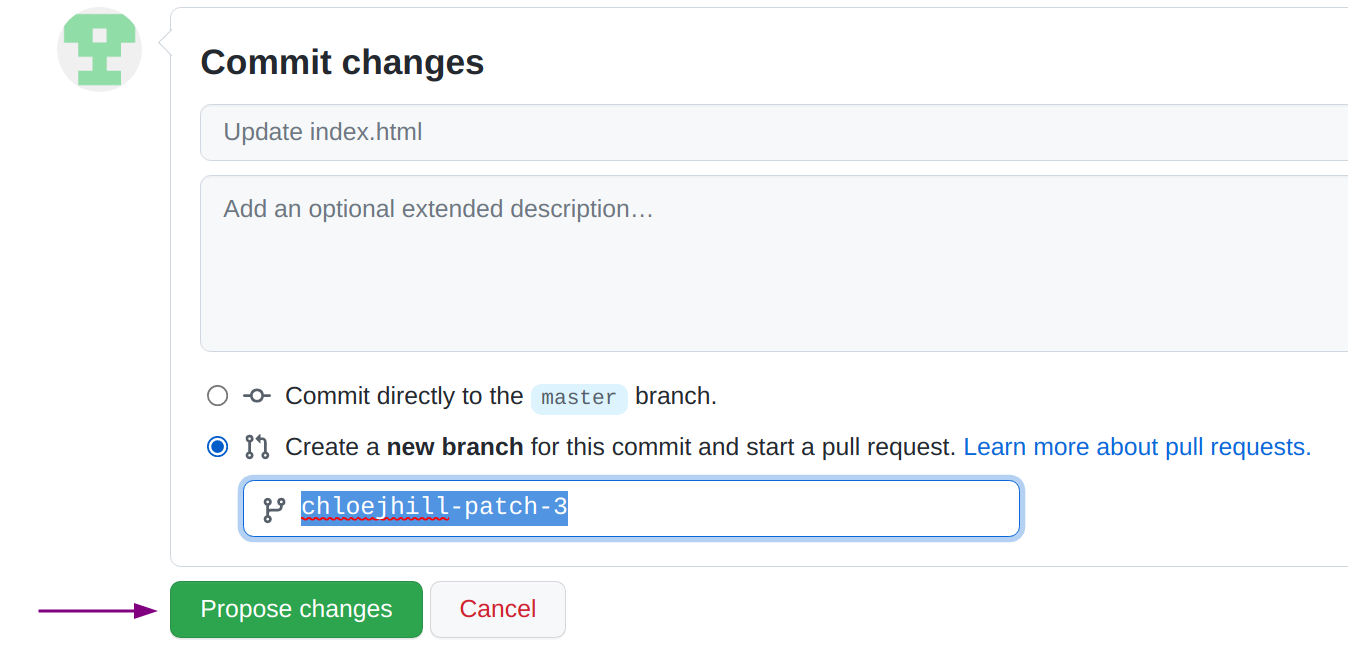 Commit changes
Update index.html
Add an optional extended description…
Commit directly to the master branch.
Create a new branch for this commit and start a pull request. Learn more about pull requests.
chloejhill-patch-3
Propose changes
Cancel